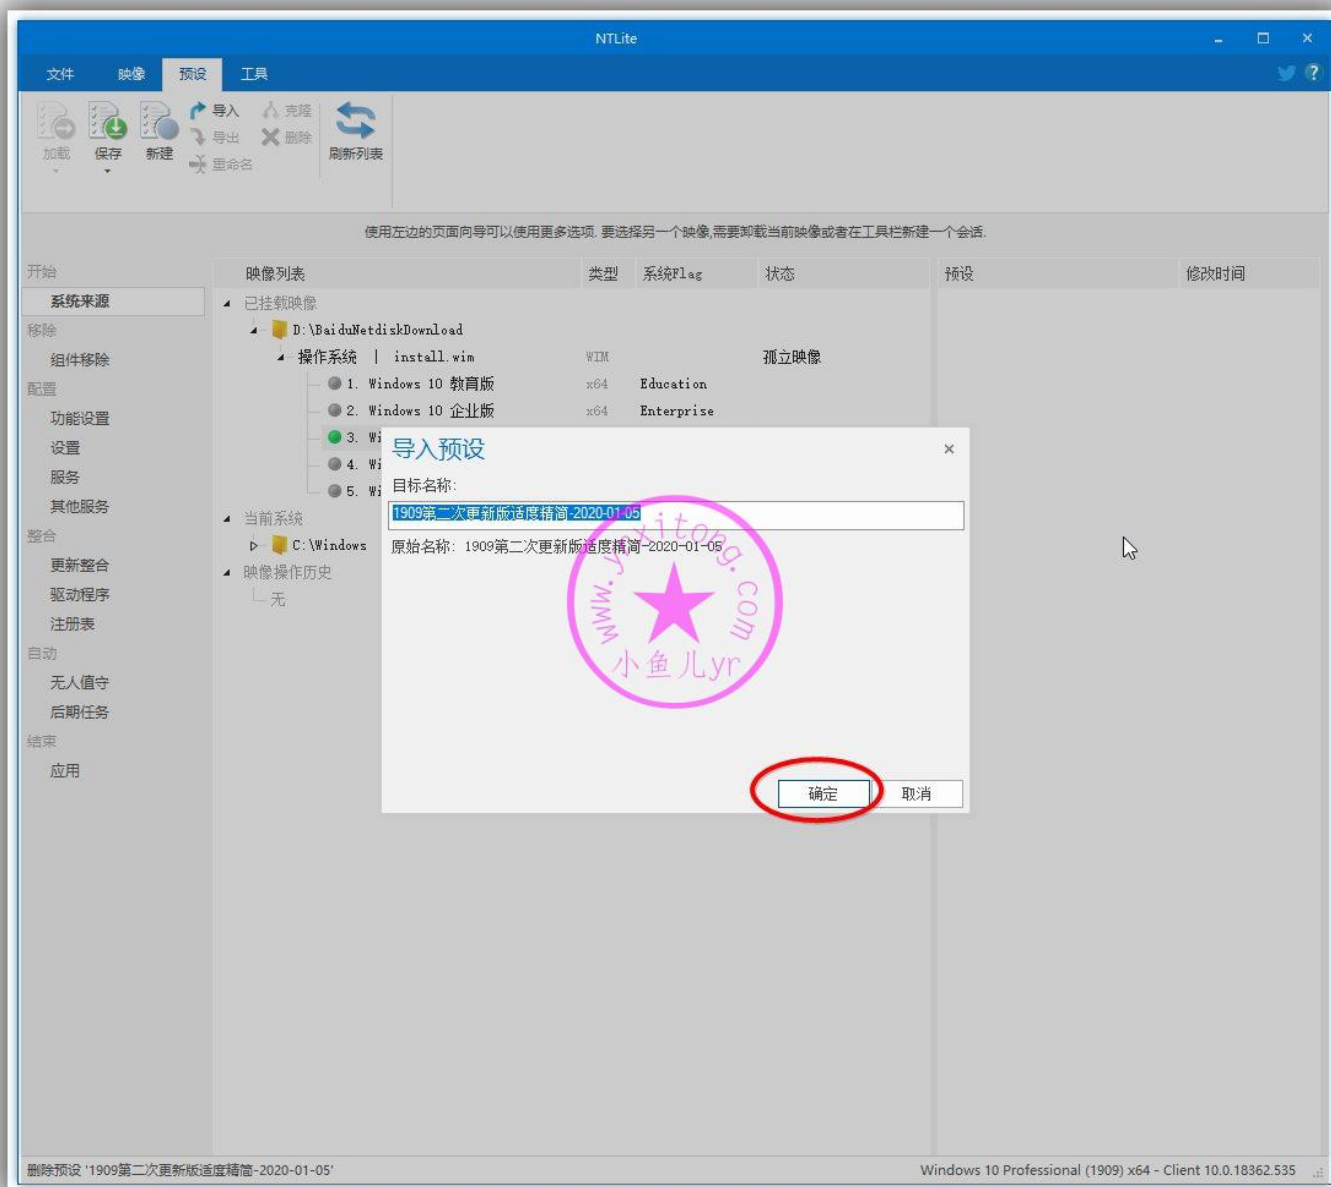 NTLite
文件 映像 预设 工具
加载 保存 新建 导入 导出 重命名 克隆 删除 刷新列表
使用左边的页面向导可以使用更多选项. 要选择另一个映像,需要卸载当前映像或者在工具栏新建一个会话.
开始
系统来源
移除
组件移除
配置
功能设置
设置
服务
其他服务
整合
更新整合
驱动程序
注册表
自动
无人值守
后期任务
结束
应用
映像列表 类型 系统Flag 状态
已挂载映像
D:\BaiduNetdiskDownload
操作系统 | install.wim WIM 孤立映像
1. Windows 10 教育版 x64 Education
2. Windows 10 企业版 x64 Enterprise
3. Wi
4. Wi
5. Wi
当前系统
C:\Windows
映像操作历史
无
预设 修改时间
导入预设
目标名称:
1909第二次更新版适度精简-2020-01-05
原始名称: 1909第二次更新版适度精简-2020-01-05
www.ynxitong.com
小鱼儿yr
确定 取消
删除预设 '1909第二次更新版适度精简-2020-01-05'
Windows 10 Professional (1909) x64 - Client 10.0.18362.535